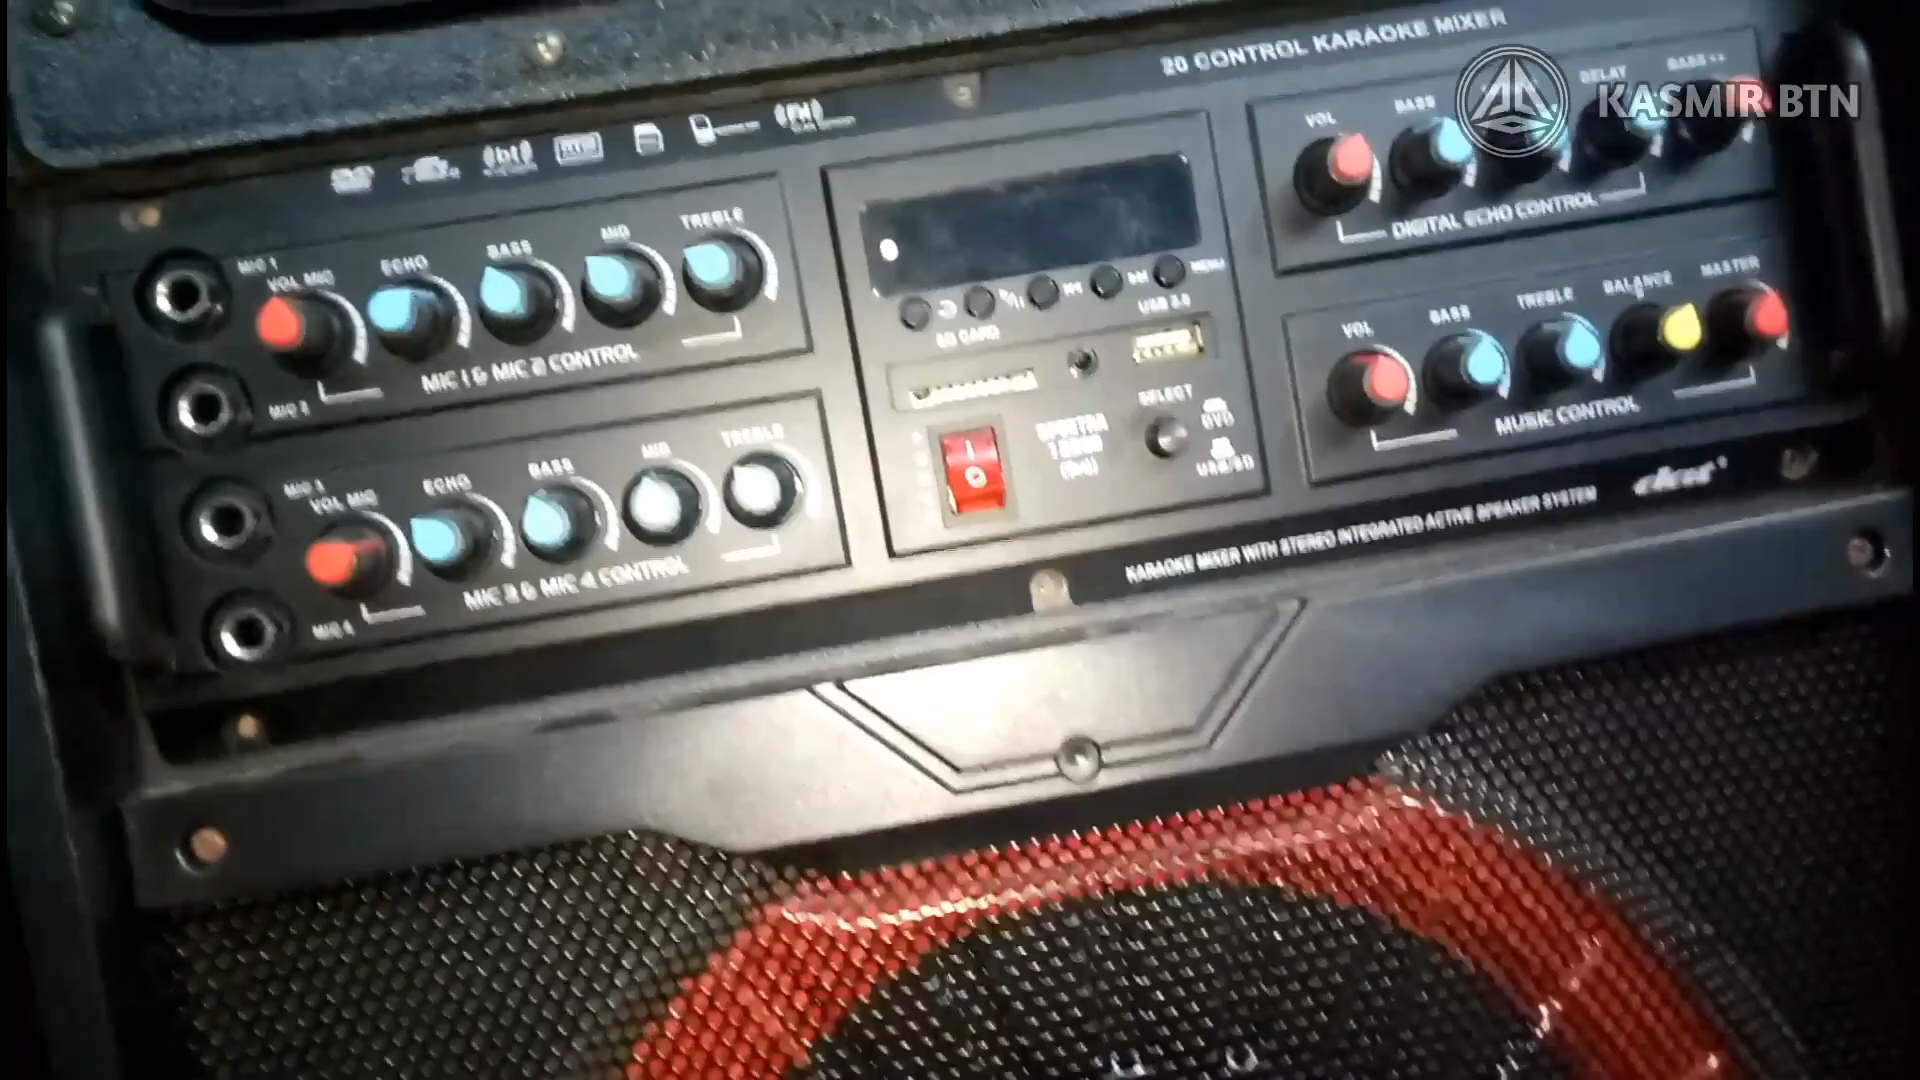 20 CONTROL KARAOKE MIXER
KASMIR BTN
MIC 1
VOL MIC
ECHO
BASS
MID
TREBLE
MIC 1 & MIC 2 CONTROL
MIC 2
MIC 3
VOL MIC
ECHO
BASS
MID
TREBLE
MIC 3 & MIC 4 CONTROL
MIC 4
MENU
SD CARD
USB 2.0
SELECT
DVD
USB/SD
VOL
BASS
DELAY
DIGITAL ECHO CONTROL
VOL
BASS
TREBLE
BALANCE
MASTER
MUSIC CONTROL
dat
KARAOKE MIXER WITH STEREO INTEGRATED ACTIVE SPEAKER SYSTEM